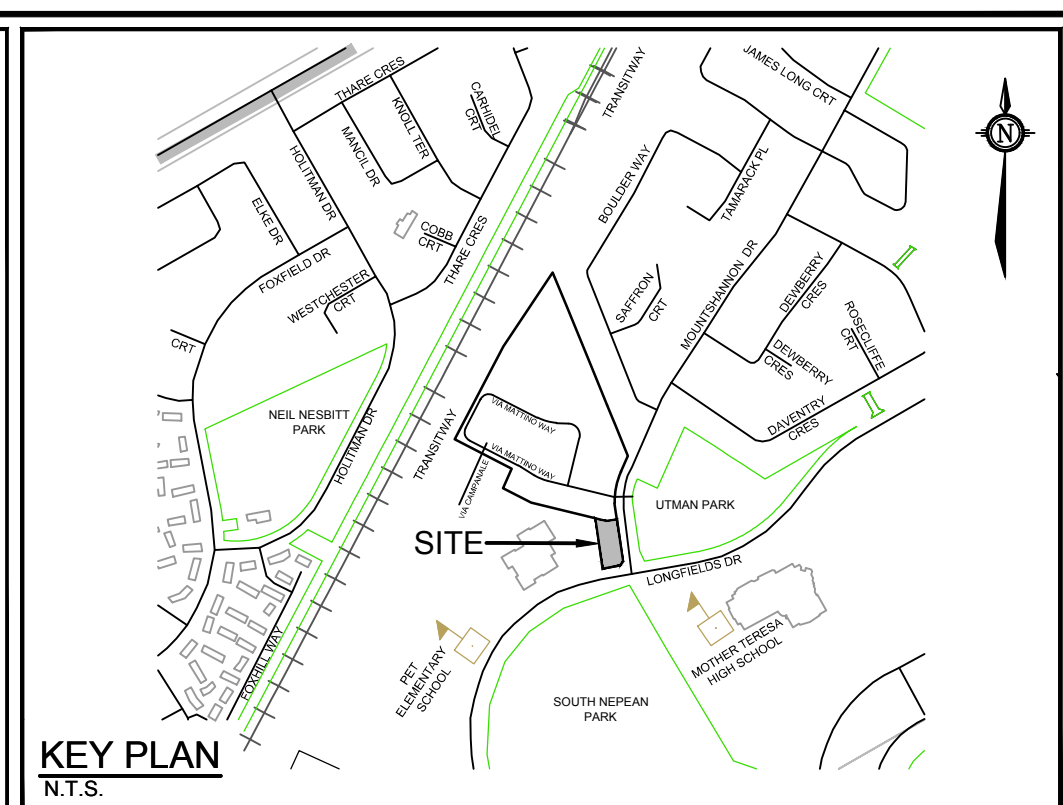 THARE CRES
TRANSITWAY
JAMES LONG CRT
CARHIDEL
CRT
KNOLL TER
MANCIL DR
HOLITMAN DR
N
BOULDER WAY
TAMARACK PL
ELKE DR
COBB
CRT
THARE CRES
FOXFIELD DR
WESTCHESTER
CRT
SAFFRON
CRT
MOUNTSHANNON DR
DEWBERRY
CRES
ROSECLIFFE
CRT
CRT
DEWBERRY
CRES
NEIL NESBITT
PARK
HOLITMAN DR
TRANSITWAY
VIA MATTINO WAY
VIA MATTINO WAY
VIA CAMPANALE
DAVENTRY
CRES
UTMAN PARK
SITE
LONGFIELDS DR
FOXHILL WAY
PET
ELEMENTARY
SCHOOL
MOTHER TERESA
HIGH SCHOOL
SOUTH NEPEAN
PARK
KEY PLAN
N.T.S.